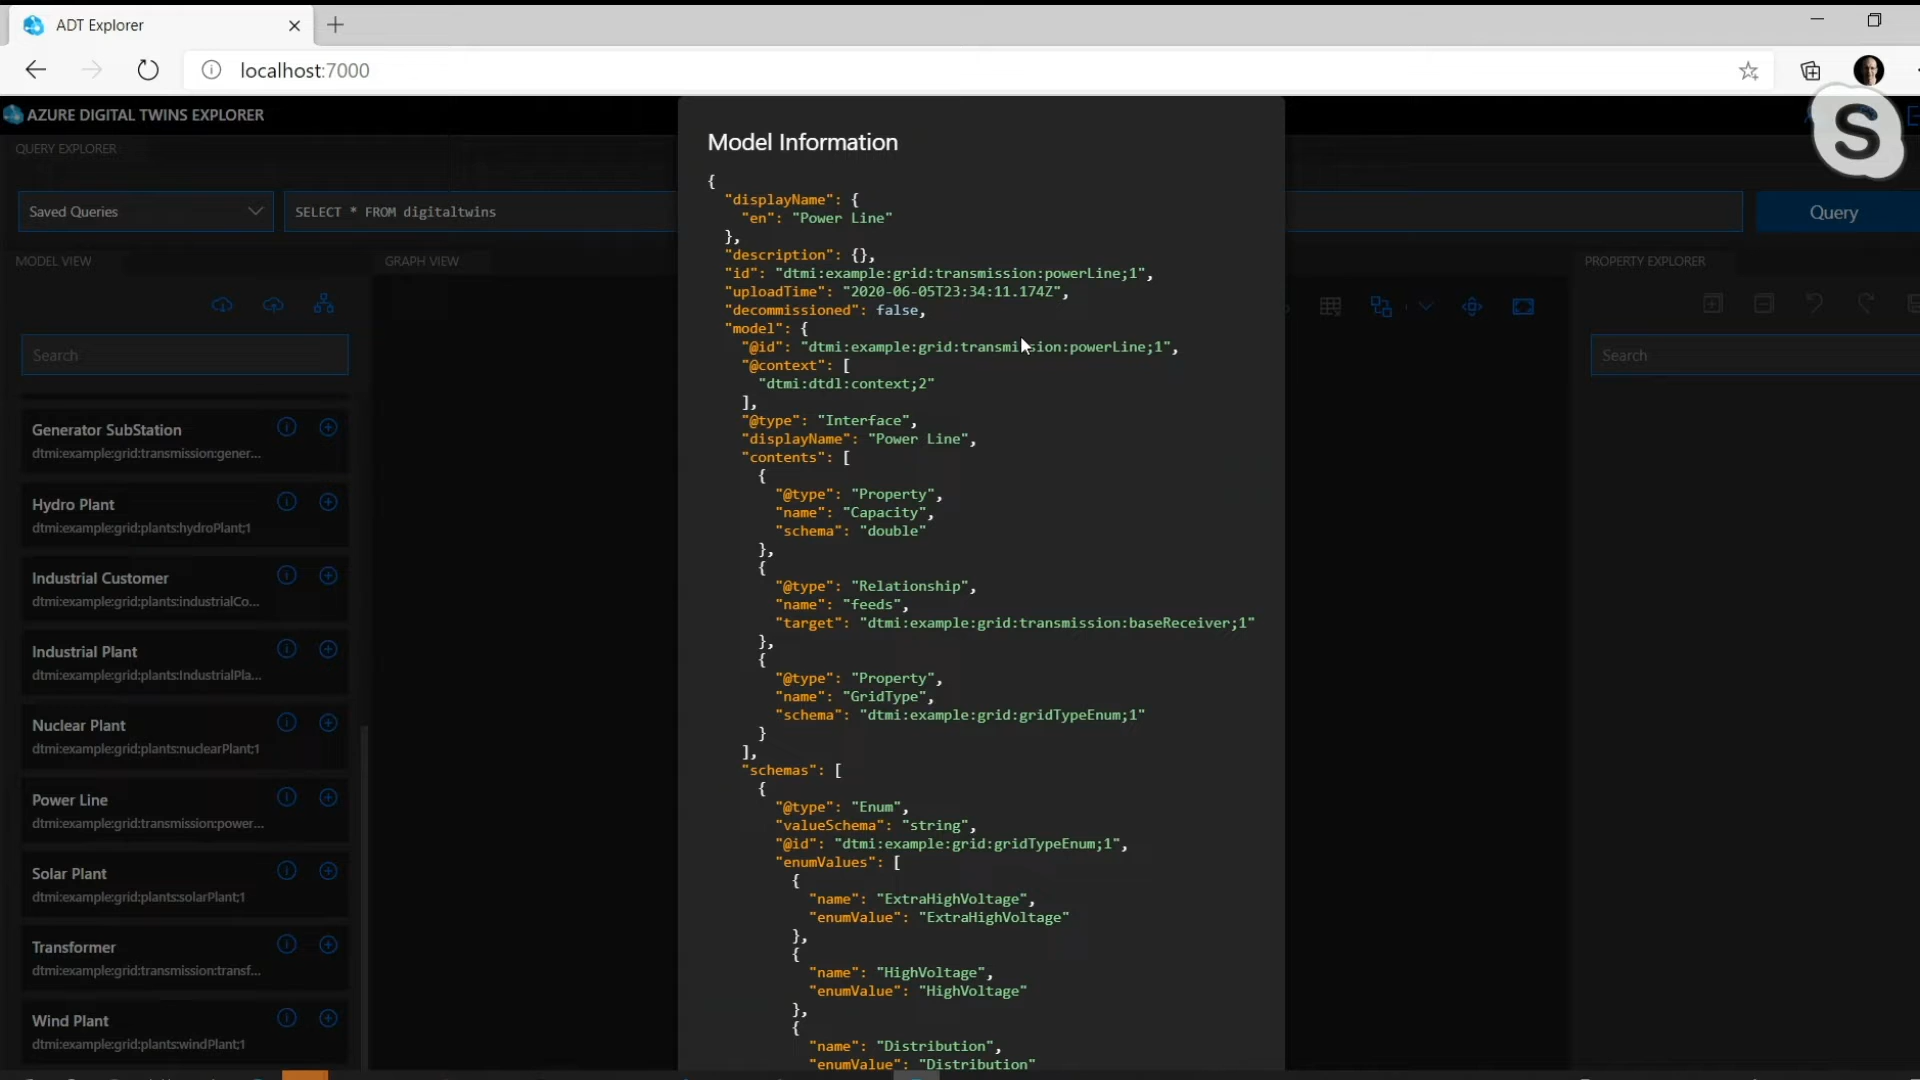 ADT Explorer
localhost:7000
AZURE DIGITAL TWINS EXPLORER
QUERY EXPLORER
Saved Queries
SELECT * FROM digitaltwins
Query
MODEL VIEW
GRAPH VIEW
PROPERTY EXPLORER
Search
Search
Generator SubStation
dtmi:example:grid:transmission:gener...
Hydro Plant
dtmi:example:grid:plants:hydroPlant;1
Industrial Customer
dtmi:example:grid:plants:industrialCo...
Industrial Plant
dtmi:example:grid:plants:IndustrialPla...
Nuclear Plant
dtmi:example:grid:plants:nuclearPlant;1
Power Line
dtmi:example:grid:transmission:power...
Solar Plant
dtmi:example:grid:plants:solarPlant;1
Transformer
dtmi:example:grid:transmission:transf...
Wind Plant
dtmi:example:grid:plants:windPlant;1
Model Information
{
"displayName": {
"en": "Power Line"
},
"description": {},
"id": "dtmi:example:grid:transmission:powerLine;1",
"uploadTime": "2020-06-05T23:34:11.174Z",
"decommissioned": false,
"model": {
"@id": "dtmi:example:grid:transmission:powerLine;1",
"@context": [
"dtmi:dtdl:context;2"
],
"@type": "Interface",
"displayName": "Power Line",
"contents": [
{
"@type": "Property",
"name": "Capacity",
"schema": "double"
},
{
"@type": "Relationship",
"name": "feeds",
"target": "dtmi:example:grid:transmission:baseReceiver;1"
},
{
"@type": "Property",
"name": "GridType",
"schema": "dtmi:example:grid:gridTypeEnum;1"
}
],
"schemas": [
{
"@type": "Enum",
"valueSchema": "string",
"@id": "dtmi:example:grid:gridTypeEnum;1",
"enumValues": [
{
"name": "ExtraHighVoltage",
"enumValue": "ExtraHighVoltage"
},
{
"name": "HighVoltage",
"enumValue": "HighVoltage"
},
{
"name": "Distribution",
"enumValue": "Distribution"
S